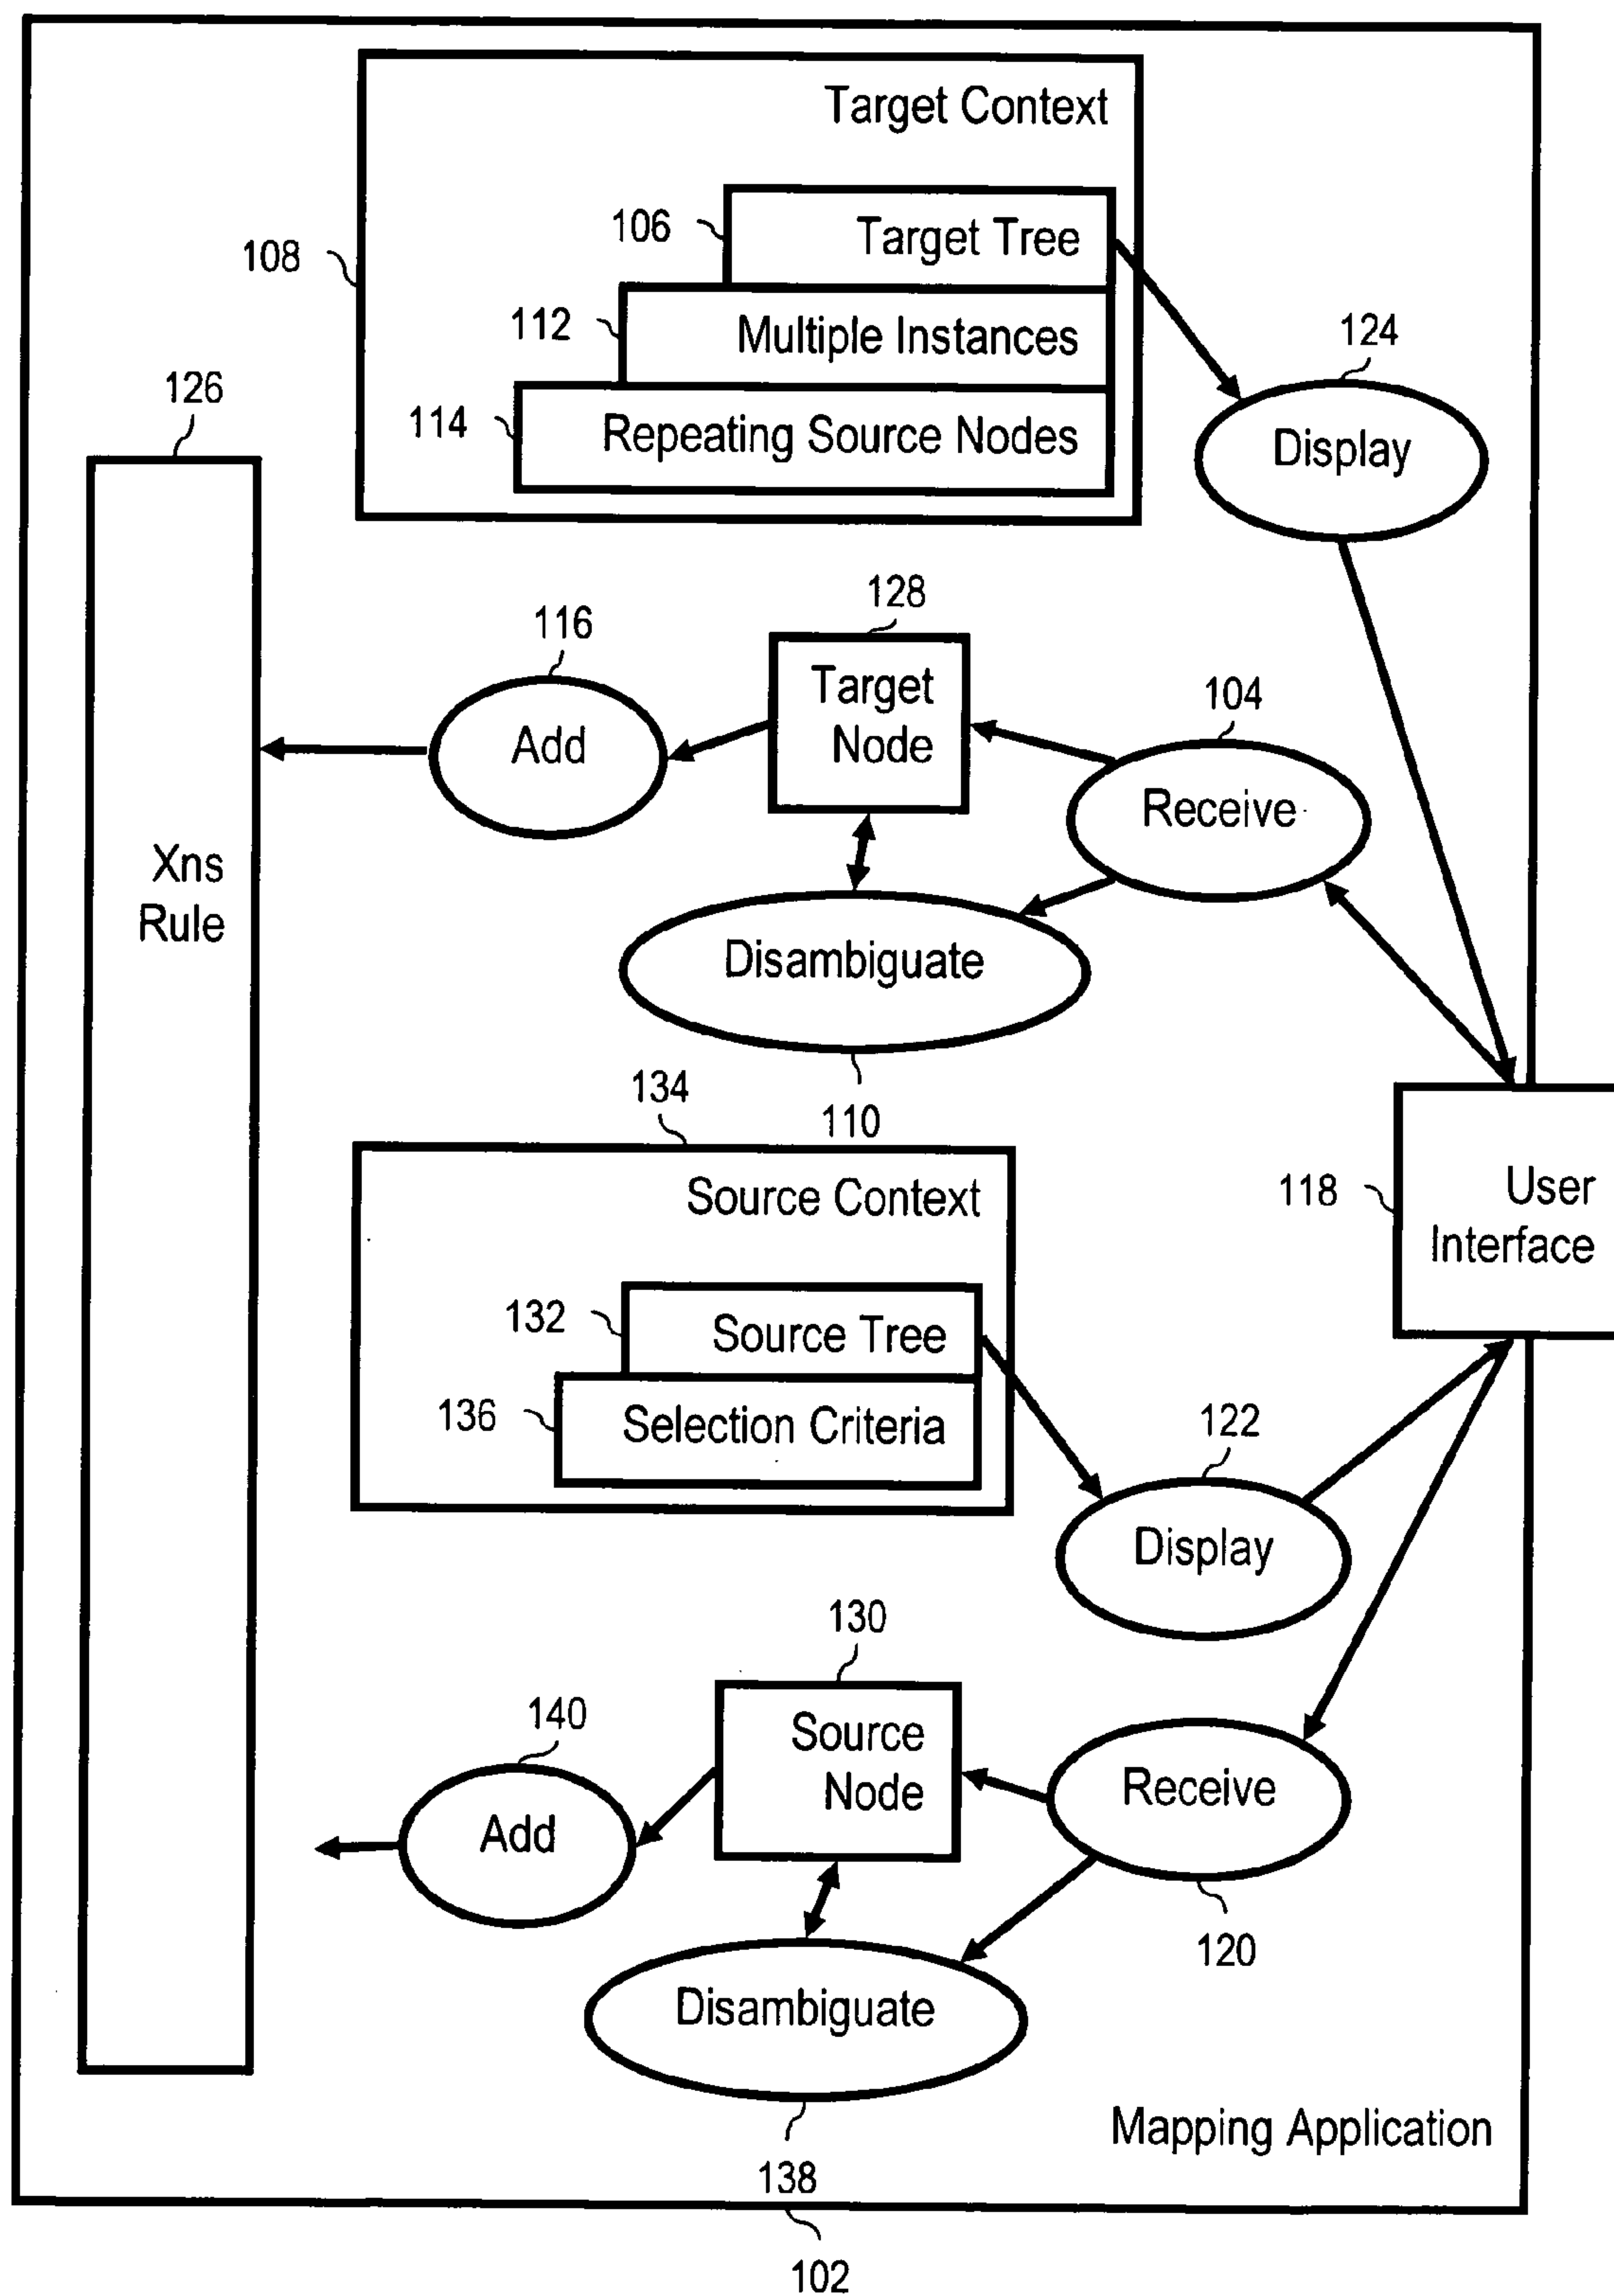 Target Context
106
Target Tree
108
112
Multiple Instances
124
126
114
Repeating Source Nodes
Display
128
116
Target
Node
104
Add
Receive
Xns
Rule
Disambiguate
134
110
Source Context
118
User
Interface
132
Source Tree
136
Selection Criteria
122
Display
130
140
Source
Node
Receive
Add
120
Disambiguate
Mapping Application
138
102